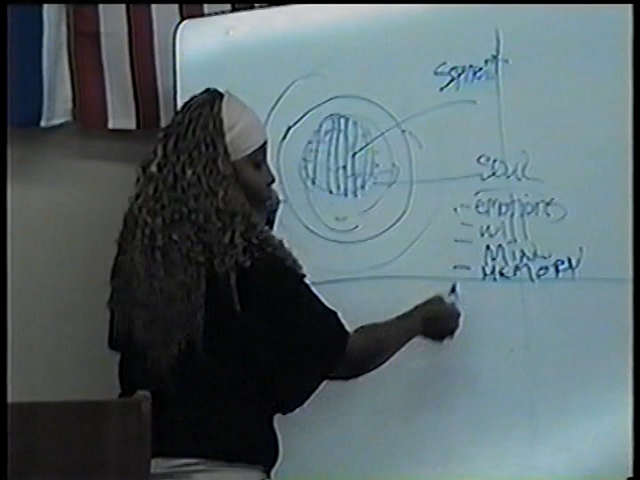 Spirit
Soul
- emotions
- will
- Mind
- MEMORY